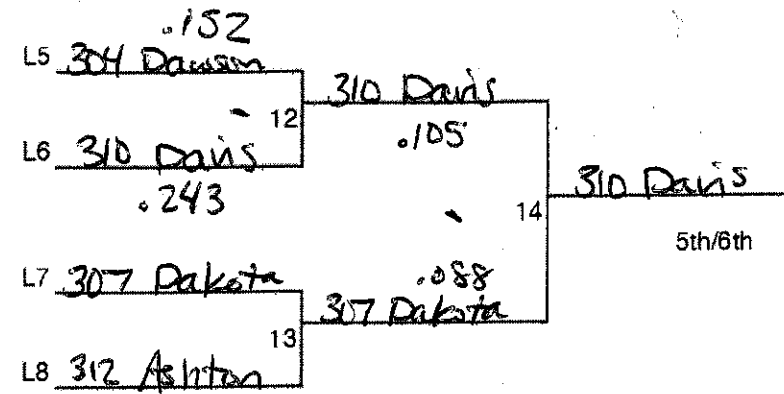 .152
L5 304 Dawson
12
310 Davis
.105
L6 310 Davis
.243
14
310 Davis
5th/6th
L7 307 Dakota
.088
13
307 Dakota
L8 312 Ashton